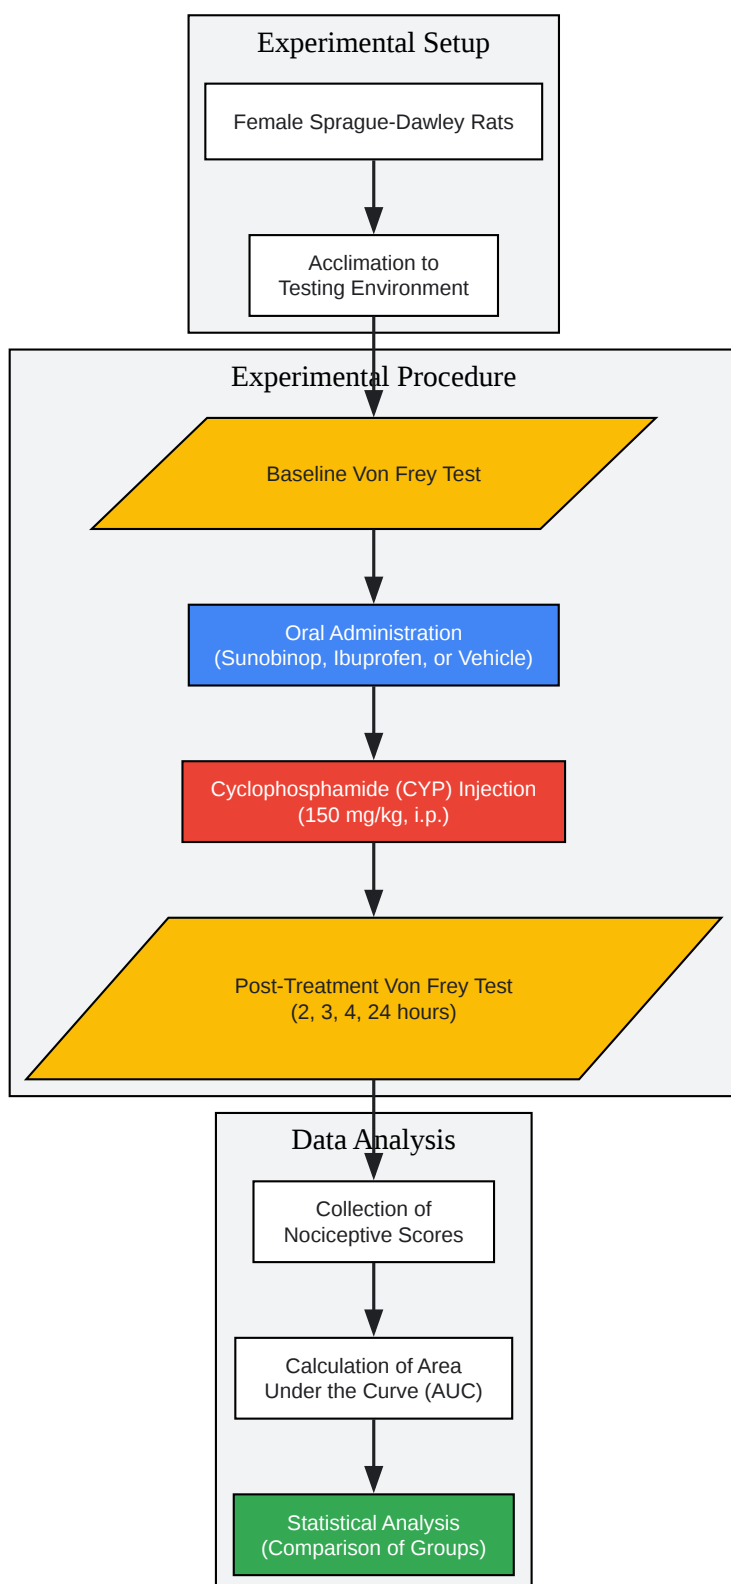 Experimental Setup
Female Sprague-Dawley Rats
Acclimation to
Testing Environment
Experimental Procedure
Baseline Von Frey Test
Oral Administration
(Sunobinop, Ibuprofen, or Vehicle)
Cyclophosphamide (CYP) Injection
(150 mg/kg, i.p.)
Post-Treatment Von Frey Test
(2, 3, 4, 24 hours)
Data Analysis
Collection of
Nociceptive Scores
Calculation of Area
Under the Curve (AUC)
Statistical Analysis
(Comparison of Groups)